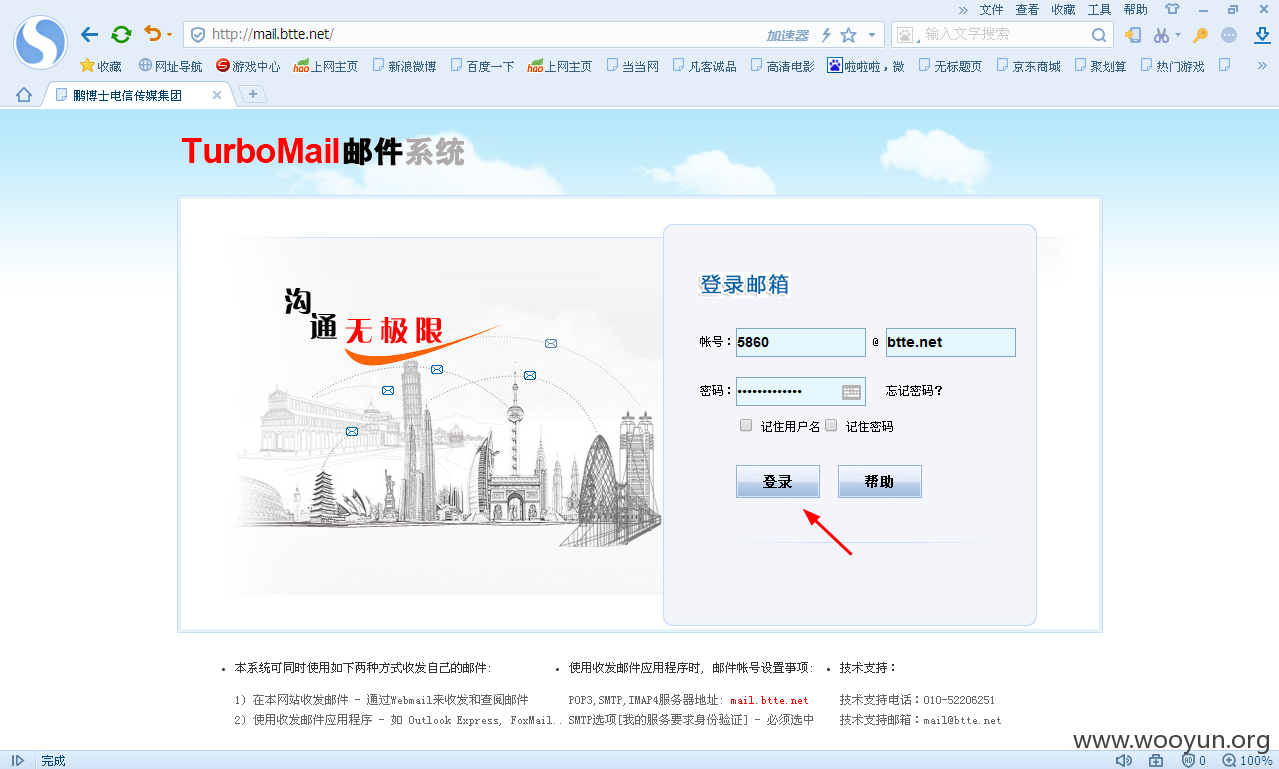 » 文件 查看 收藏 工具 帮助
http://mail.btte.net/ 加速器 输入文字搜索
收藏 网址导航 游戏中心 hao 上网主页 新浪微博 百度一下 hao 上网主页 当当网 凡客诚品 高清电影 啦啦啦,微 无标题页 京东商城 聚划算 热门游戏 »
鹏博士电信传媒集团 × +
TurboMail邮件系统
登录邮箱
沟通无极限
帐号: 5860 @ btte.net
密码: ••••••••••••• 忘记密码?
记住用户名 记住密码
登录 帮助
• 本系统可同时使用如下两种方式收发自己的邮件:
1) 在本网站收发邮件 - 通过Webmail来收发和查阅邮件
2) 使用收发邮件应用程序 - 如 Outlook Express, FoxMail..
• 使用收发邮件应用程序时, 邮件帐号设置事项:
POP3,SMTP,IMAP4服务器地址: mail.btte.net
SMTP选项[我的服务要求身份验证] - 必须选中
• 技术支持:
技术支持电话:010-52206251
技术支持邮箱:mail@btte.net
www.wooyun.org
完成 0 100%